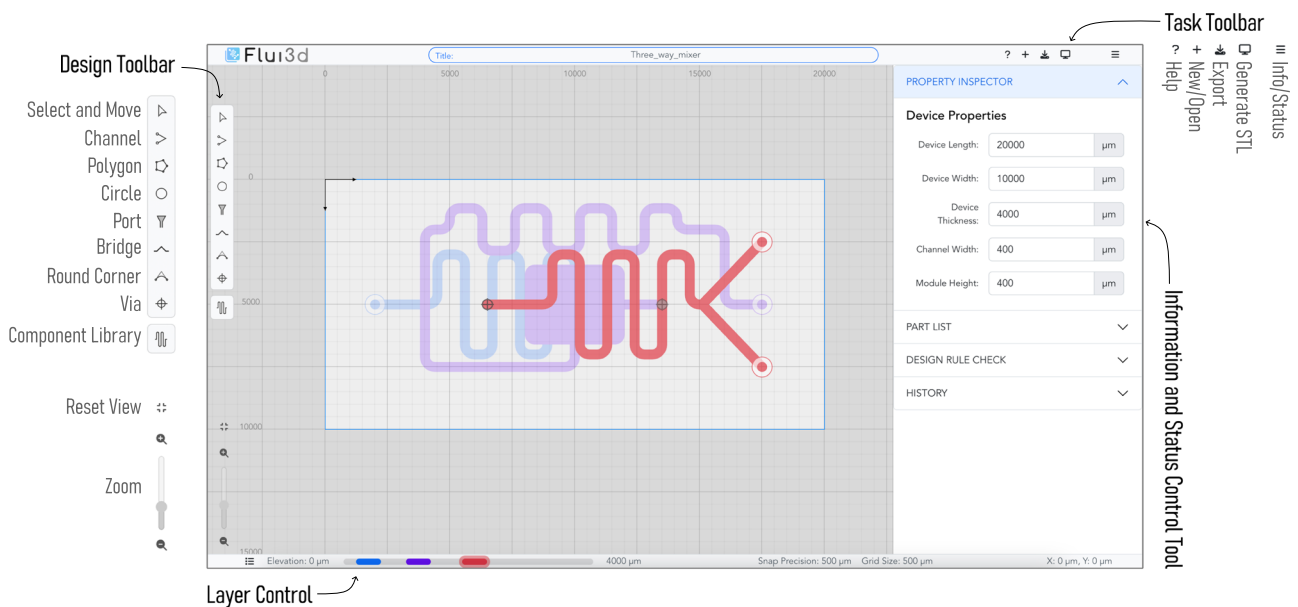 Task Toolbar
Design Toolbar
Select and Move
Channel
Polygon
Circle
Port
Bridge
Round Corner
Via
Component Library
Reset View
Zoom
Flui3d
Title:
Three_way_mixer
?
0
5000
10000
15000
20000
0
5000
10000
15000
PROPERTY INSPECTOR
Device Properties
Device Length: 20000 μm
Device Width: 10000 μm
Device
Thickness: 4000 μm
Channel Width: 400 μm
Module Height: 400 μm
PART LIST
DESIGN RULE CHECK
HISTORY
Elevation: 0 μm
4000 μm
Snap Precision: 500 μm
Grid Size: 500 μm
X: 0 μm, Y: 0 μm
Layer Control
? Help
New/Open
Export
Generate STL
Info/Status
Information and Status Control Tool